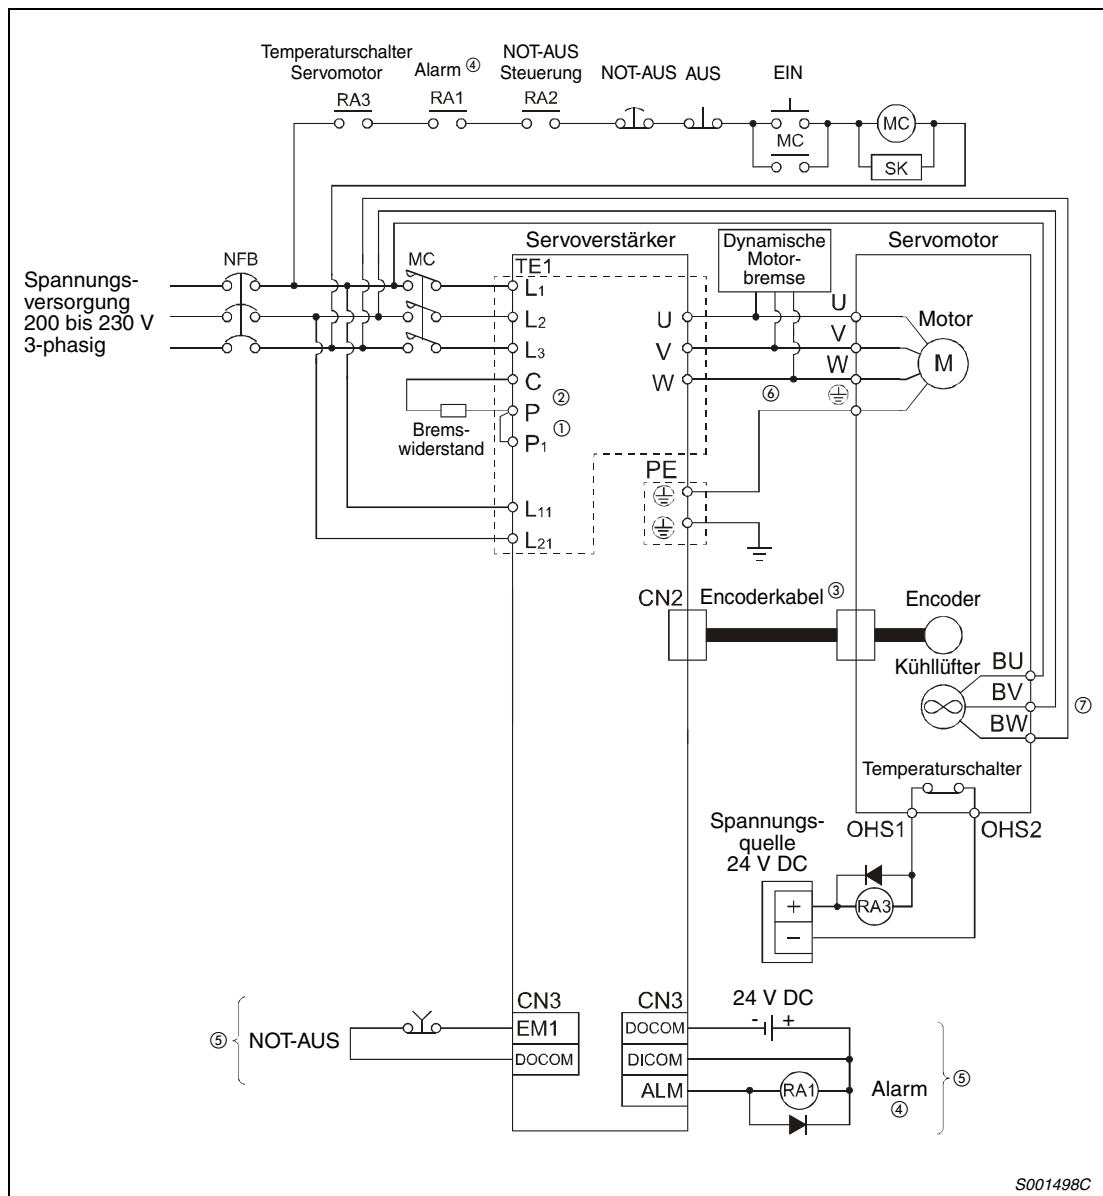 Temperaturschalter
Servomotor
Alarm ④
NOT-AUS
Steuerung
NOT-AUS
AUS
EIN
RA3
RA1
RA2
MC
MC
SK
Spannungs-
versorgung
200 bis 230 V
3-phasig
NFB
MC
Servoverstärker
TE1
L1
L2
L3
C
P
P1
②
①
Brems-
widerstand
L11
L21
U
V
W
PE
Dynamische
Motor-
bremse
Servomotor
U
V
W
Motor
M
⑥
CN2
Encoderkabel ③
Encoder
Kühllüfter
BU
BV
BW
⑦
Temperaturschalter
OHS1
OHS2
Spannungs-
quelle
24 V DC
+
−
RA3
⑤
NOT-AUS
CN3
EM1
DOCOM
CN3
DOCOM
DICOM
ALM
24 V DC
- +
RA1
Alarm
④
⑤
S001498C